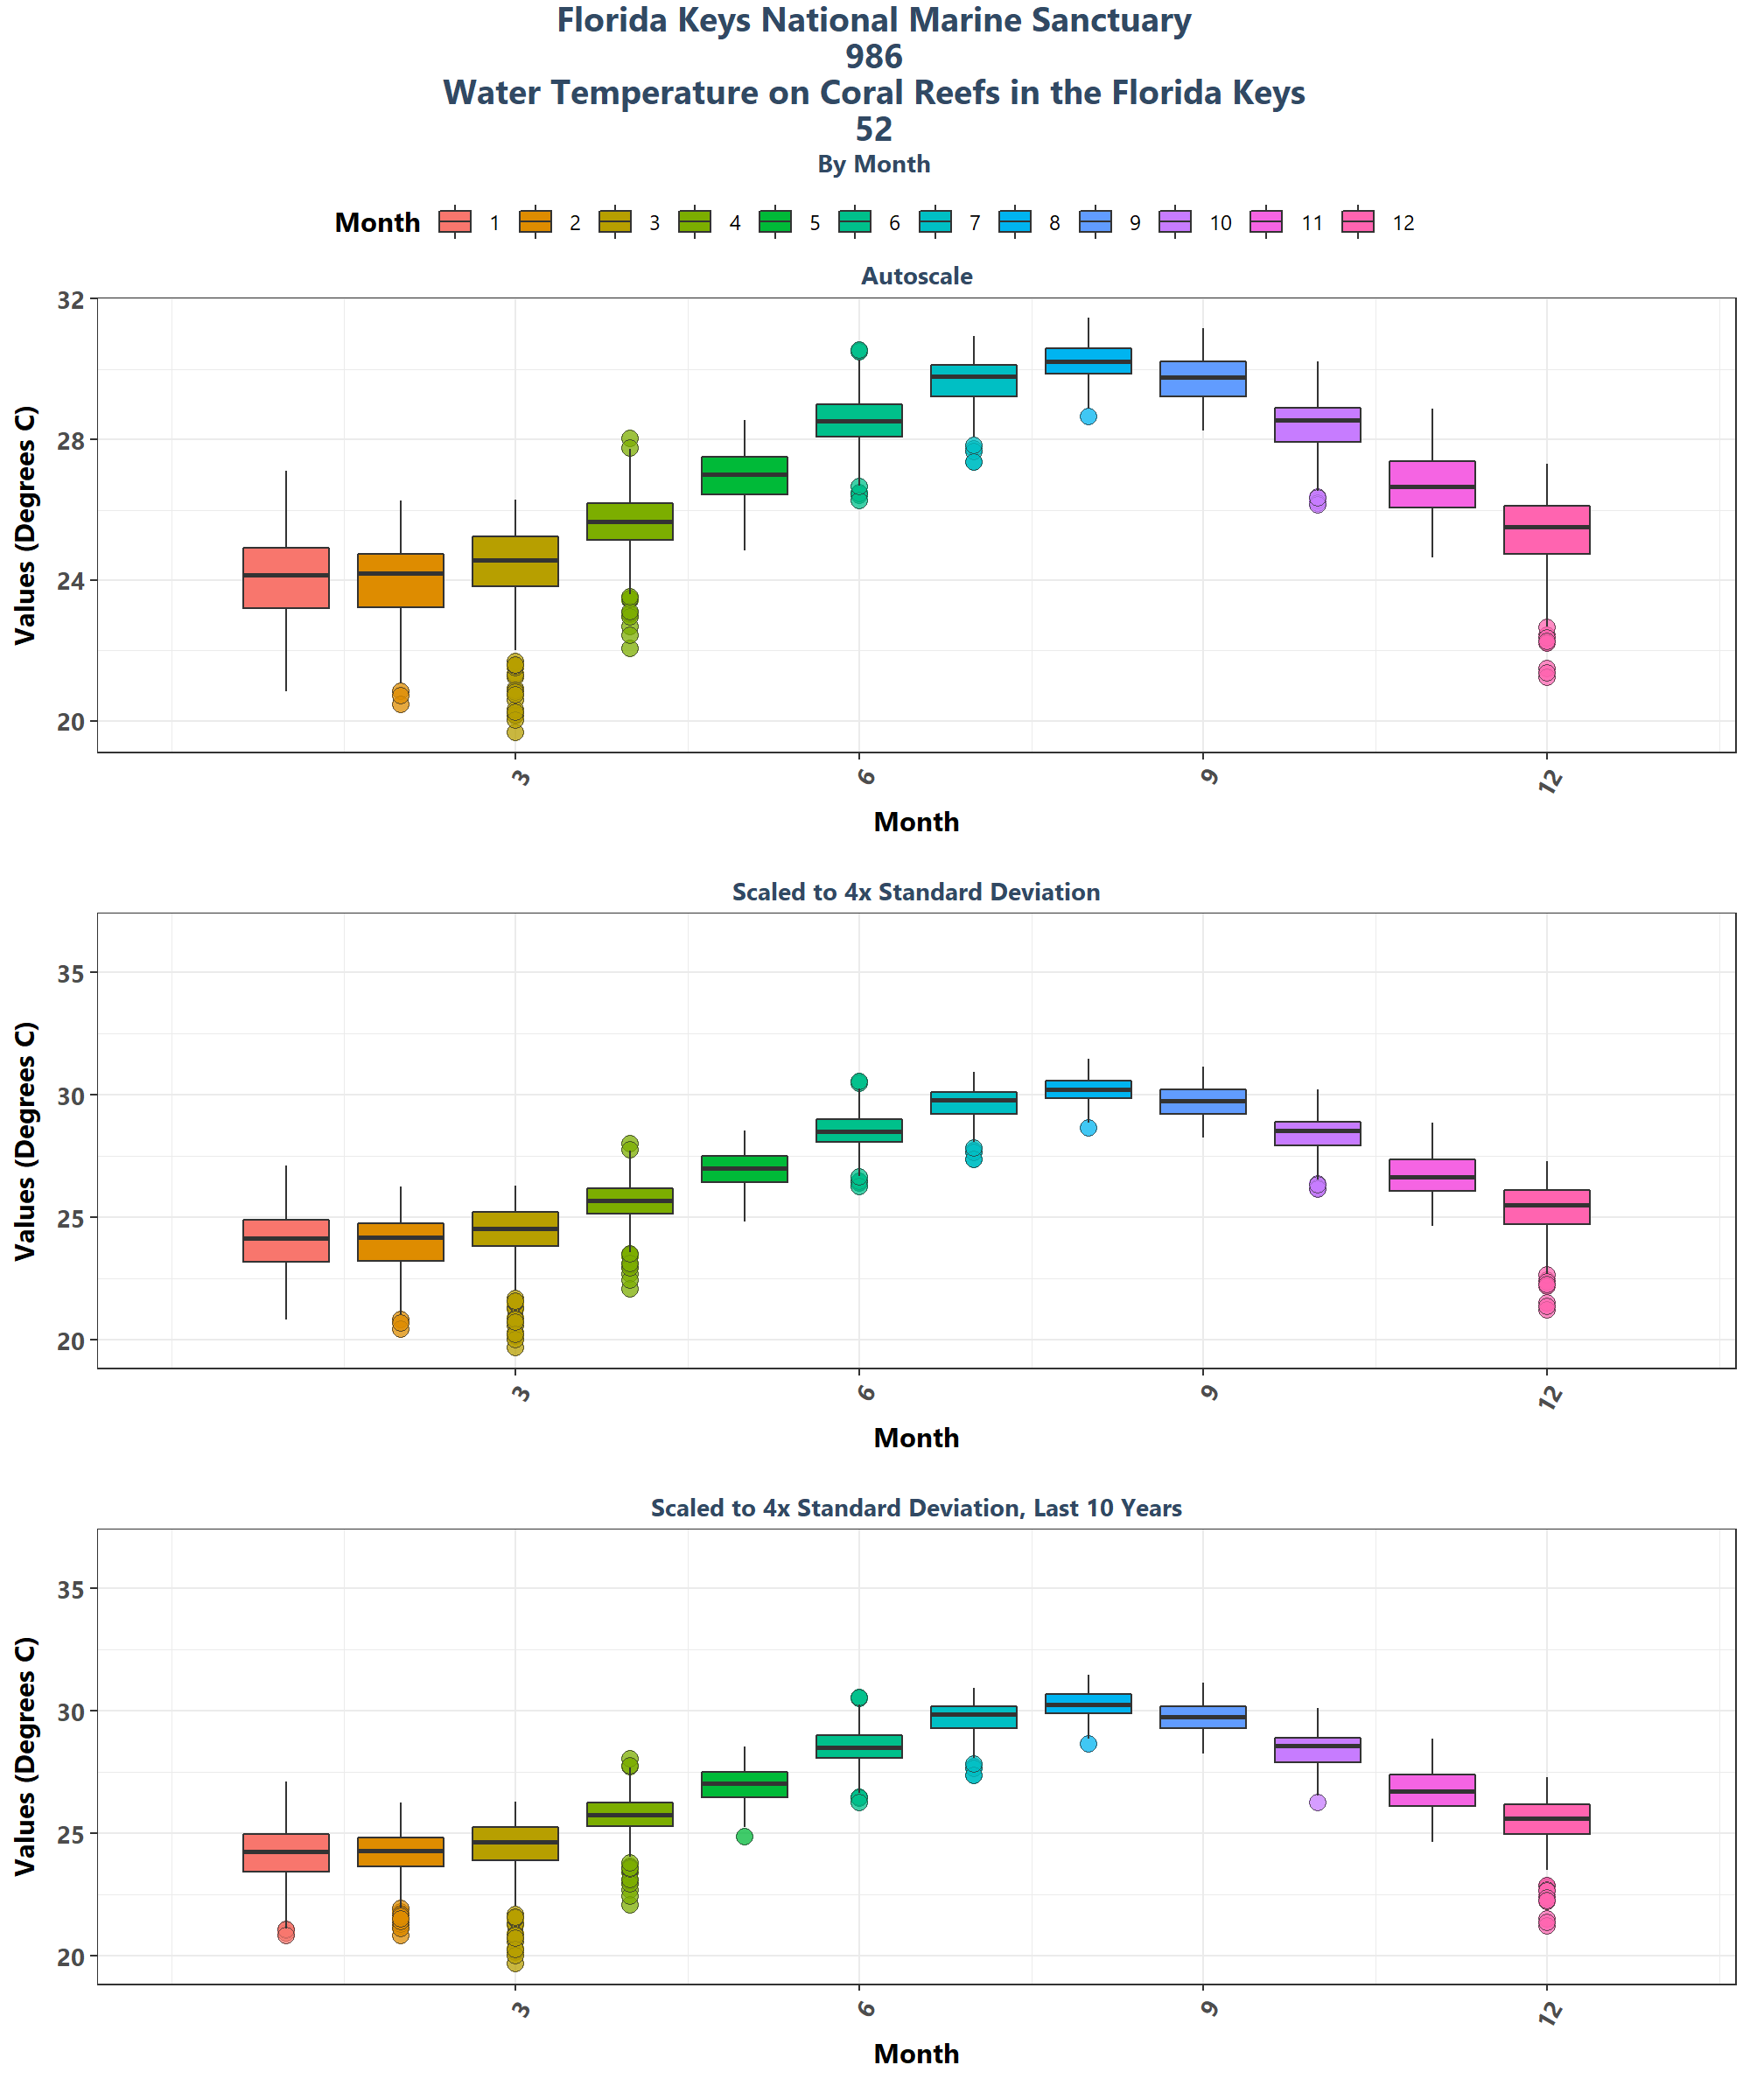 Florida Keys National Marine Sanctuary
986
Water Temperature on Coral Reefs in the Florida Keys
52
By Month
Month 1 2 3 4 5 6 7 8 9 10 11 12
Autoscale
Values (Degrees C)
32
28
24
20
3 6 9 12
Month
Scaled to 4x Standard Deviation
Values (Degrees C)
35
30
25
20
3 6 9 12
Month
Scaled to 4x Standard Deviation, Last 10 Years
Values (Degrees C)
35
30
25
20
3 6 9 12
Month